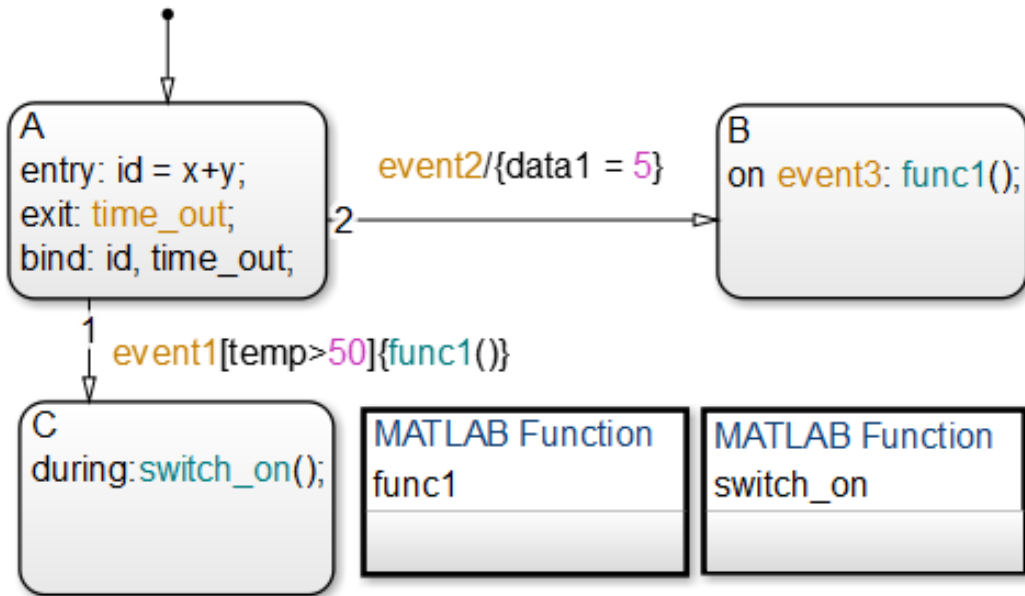 A
entry: id = x+y;
exit: time_out;
bind: id, time_out;
2
event2/{data1 = 5}
B
on event3: func1();
1
event1[temp>50]{func1()}
C
during:switch_on();
MATLAB Function
func1
MATLAB Function
switch_on